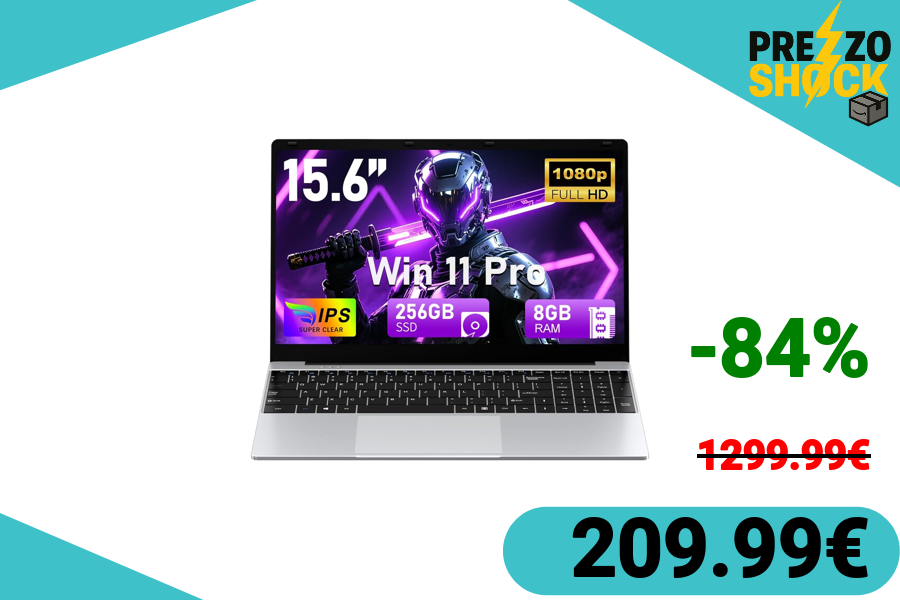 PREZZO
SHOCK
15.6”
1080p
FULL HD
Win 11 Pro
IPS
SUPER CLEAR
256GB
SSD
8GB
RAM
-84%
1299.99€
209.99€